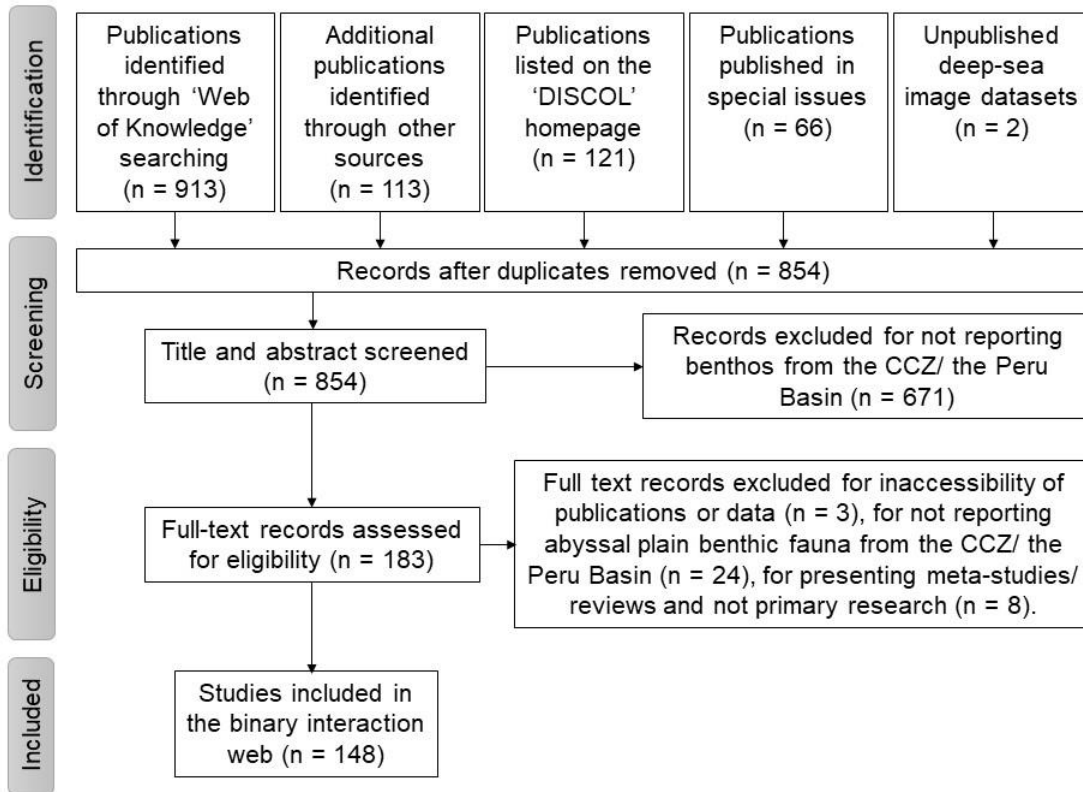 Identification
Publications
identified
through ‘Web
of Knowledge’
searching
(n = 913)
Additional
publications
identified
through other
sources
(n = 113)
Publications
listed on the
‘DISCOL’
homepage
(n = 121)
Publications
published in
special issues
(n = 66)
Unpublished
deep-sea
image datasets
(n = 2)
Screening
Records after duplicates removed (n = 854)
Title and abstract screened
(n = 854)
Records excluded for not reporting
benthos from the CCZ/ the Peru
Basin (n = 671)
Eligibility
Full-text records assessed
for eligibility (n = 183)
Full text records excluded for inaccessibility of
publications or data (n = 3), for not reporting
abyssal plain benthic fauna from the CCZ/ the
Peru Basin (n = 24), for presenting meta-studies/
reviews and not primary research (n = 8).
Included
Studies included in
the binary interaction
web (n = 148)